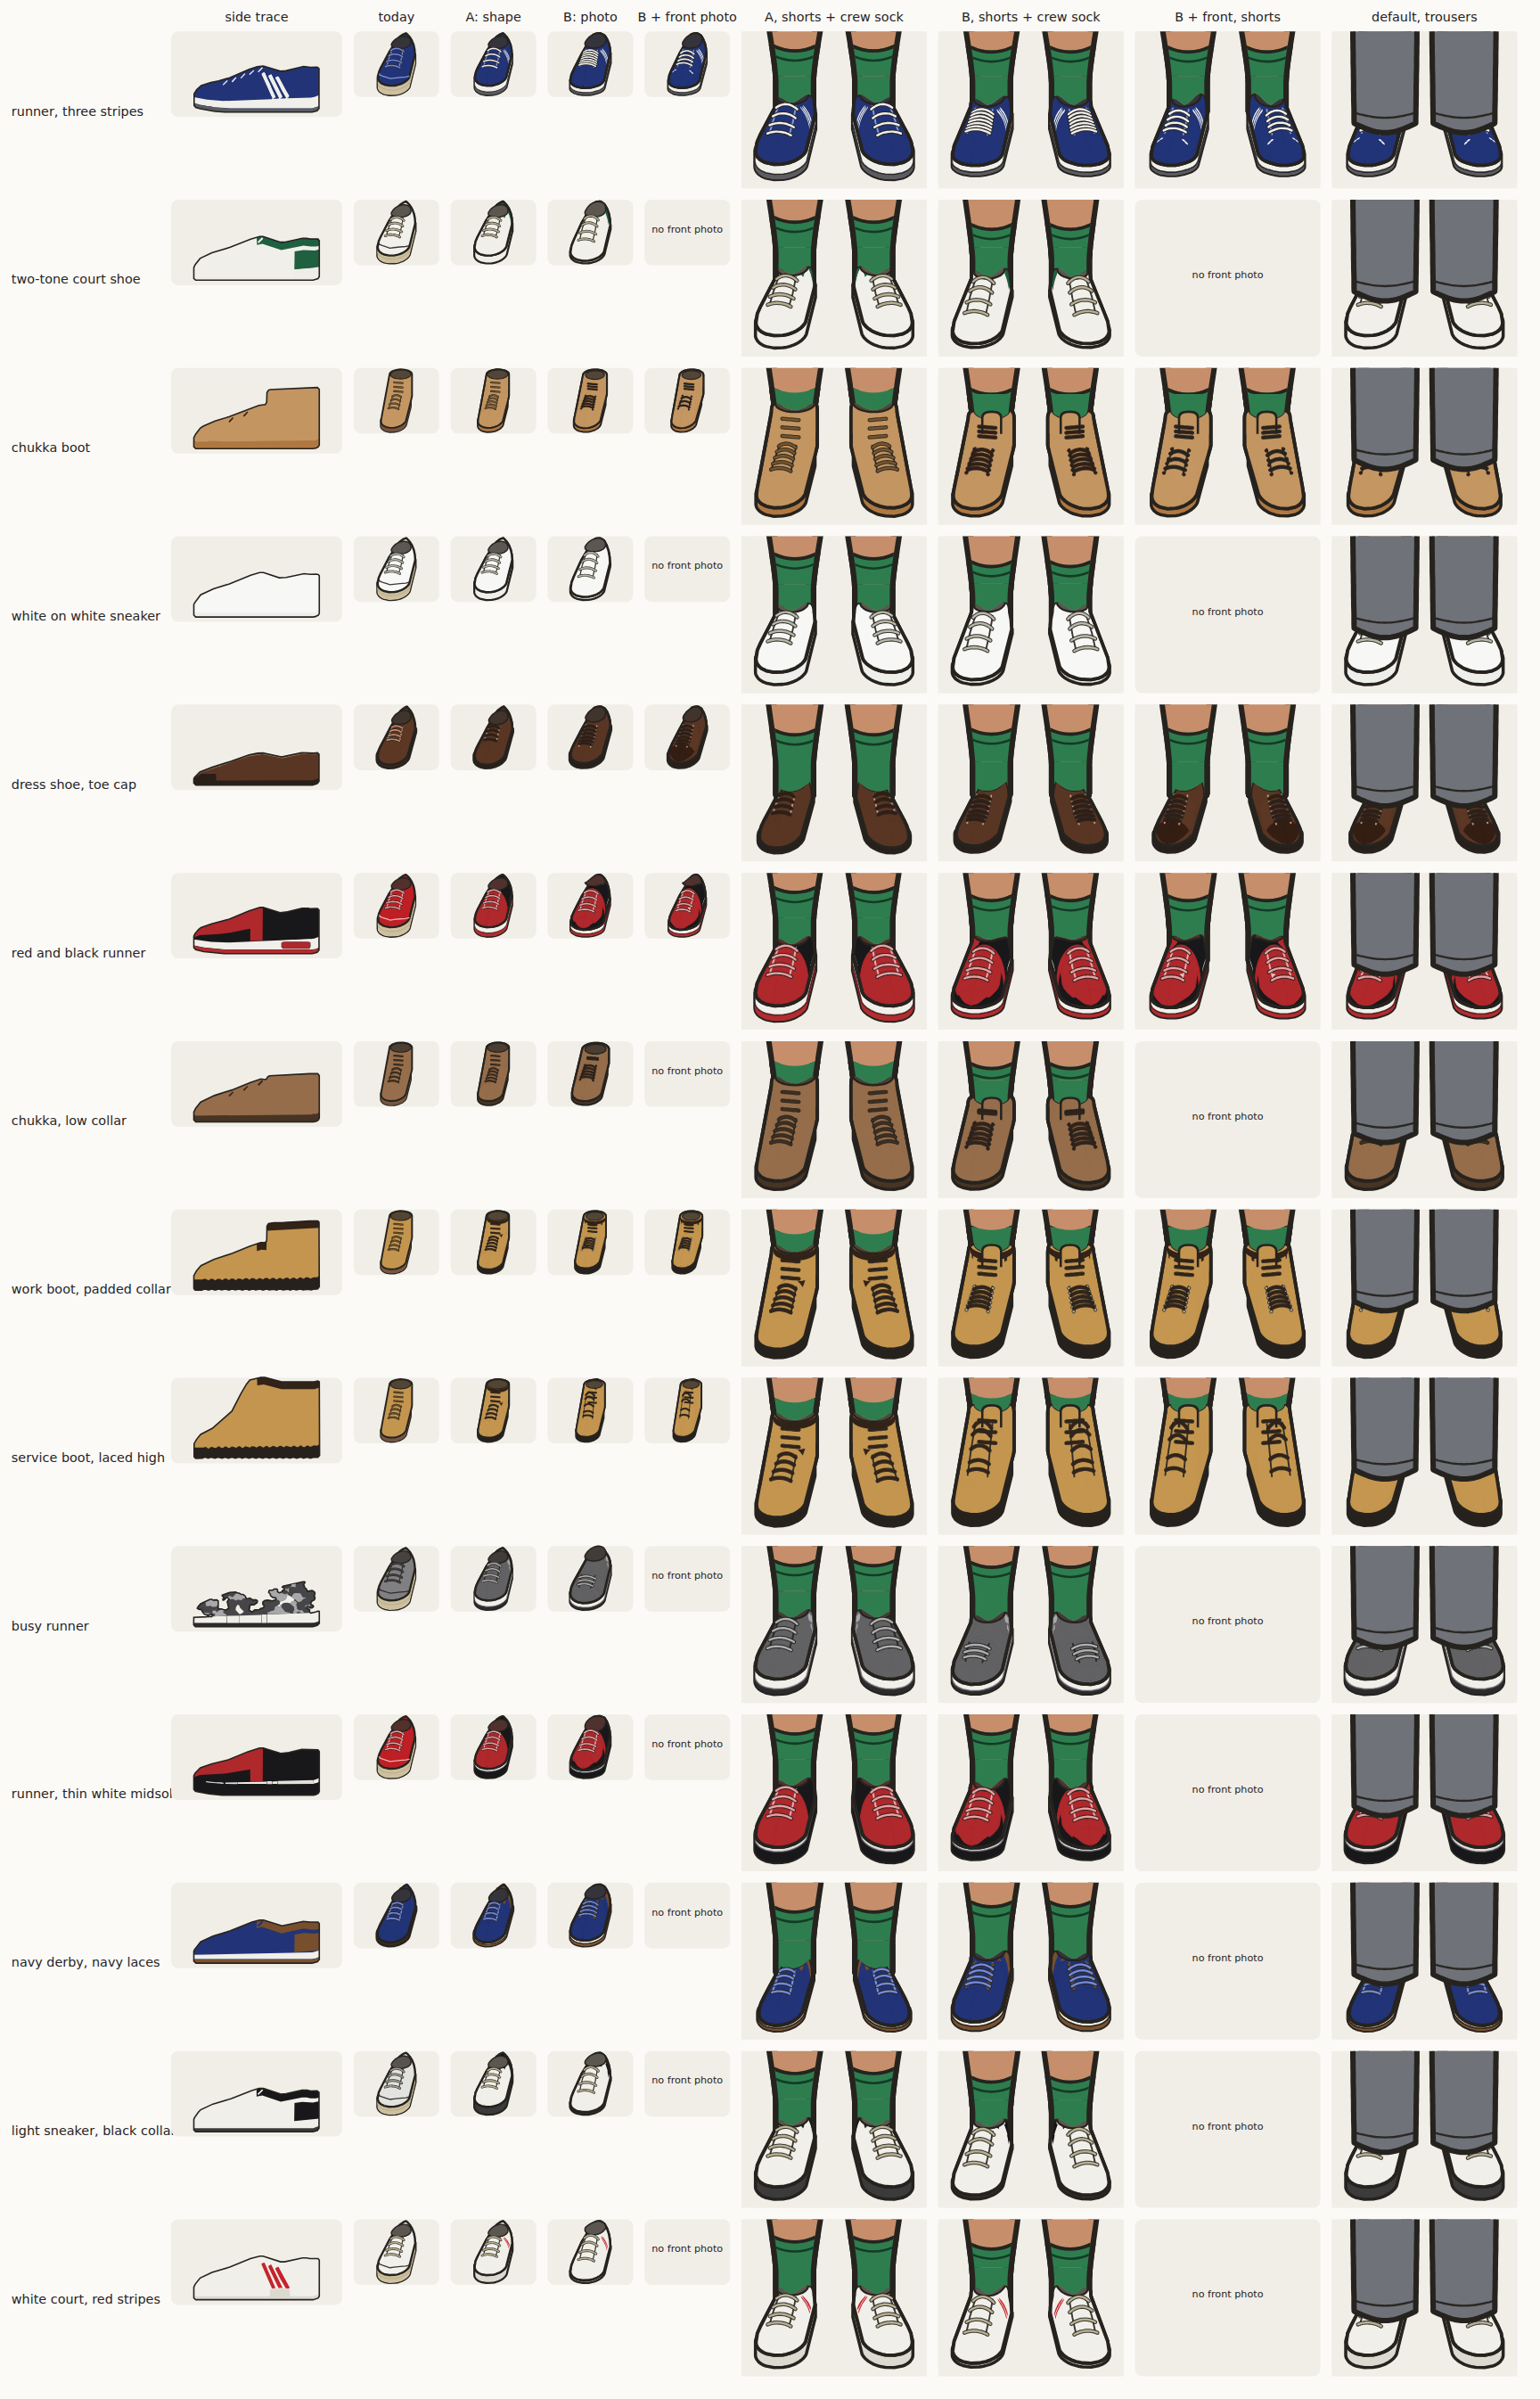 side trace
today
A: shape
B: photo
B + front photo
A, shorts + crew sock
B, shorts + crew sock
B + front, shorts
default, trousers
runner, three stripes
two-tone court shoe
no front photo
no front photo
chukka boot
white on white sneaker
no front photo
no front photo
dress shoe, toe cap
red and black runner
chukka, low collar
no front photo
no front photo
work boot, padded collar
service boot, laced high
busy runner
no front photo
no front photo
runner, thin white midsol
no front photo
no front photo
navy derby, navy laces
no front photo
no front photo
light sneaker, black colla
no front photo
no front photo
white court, red stripes
no front photo
no front photo